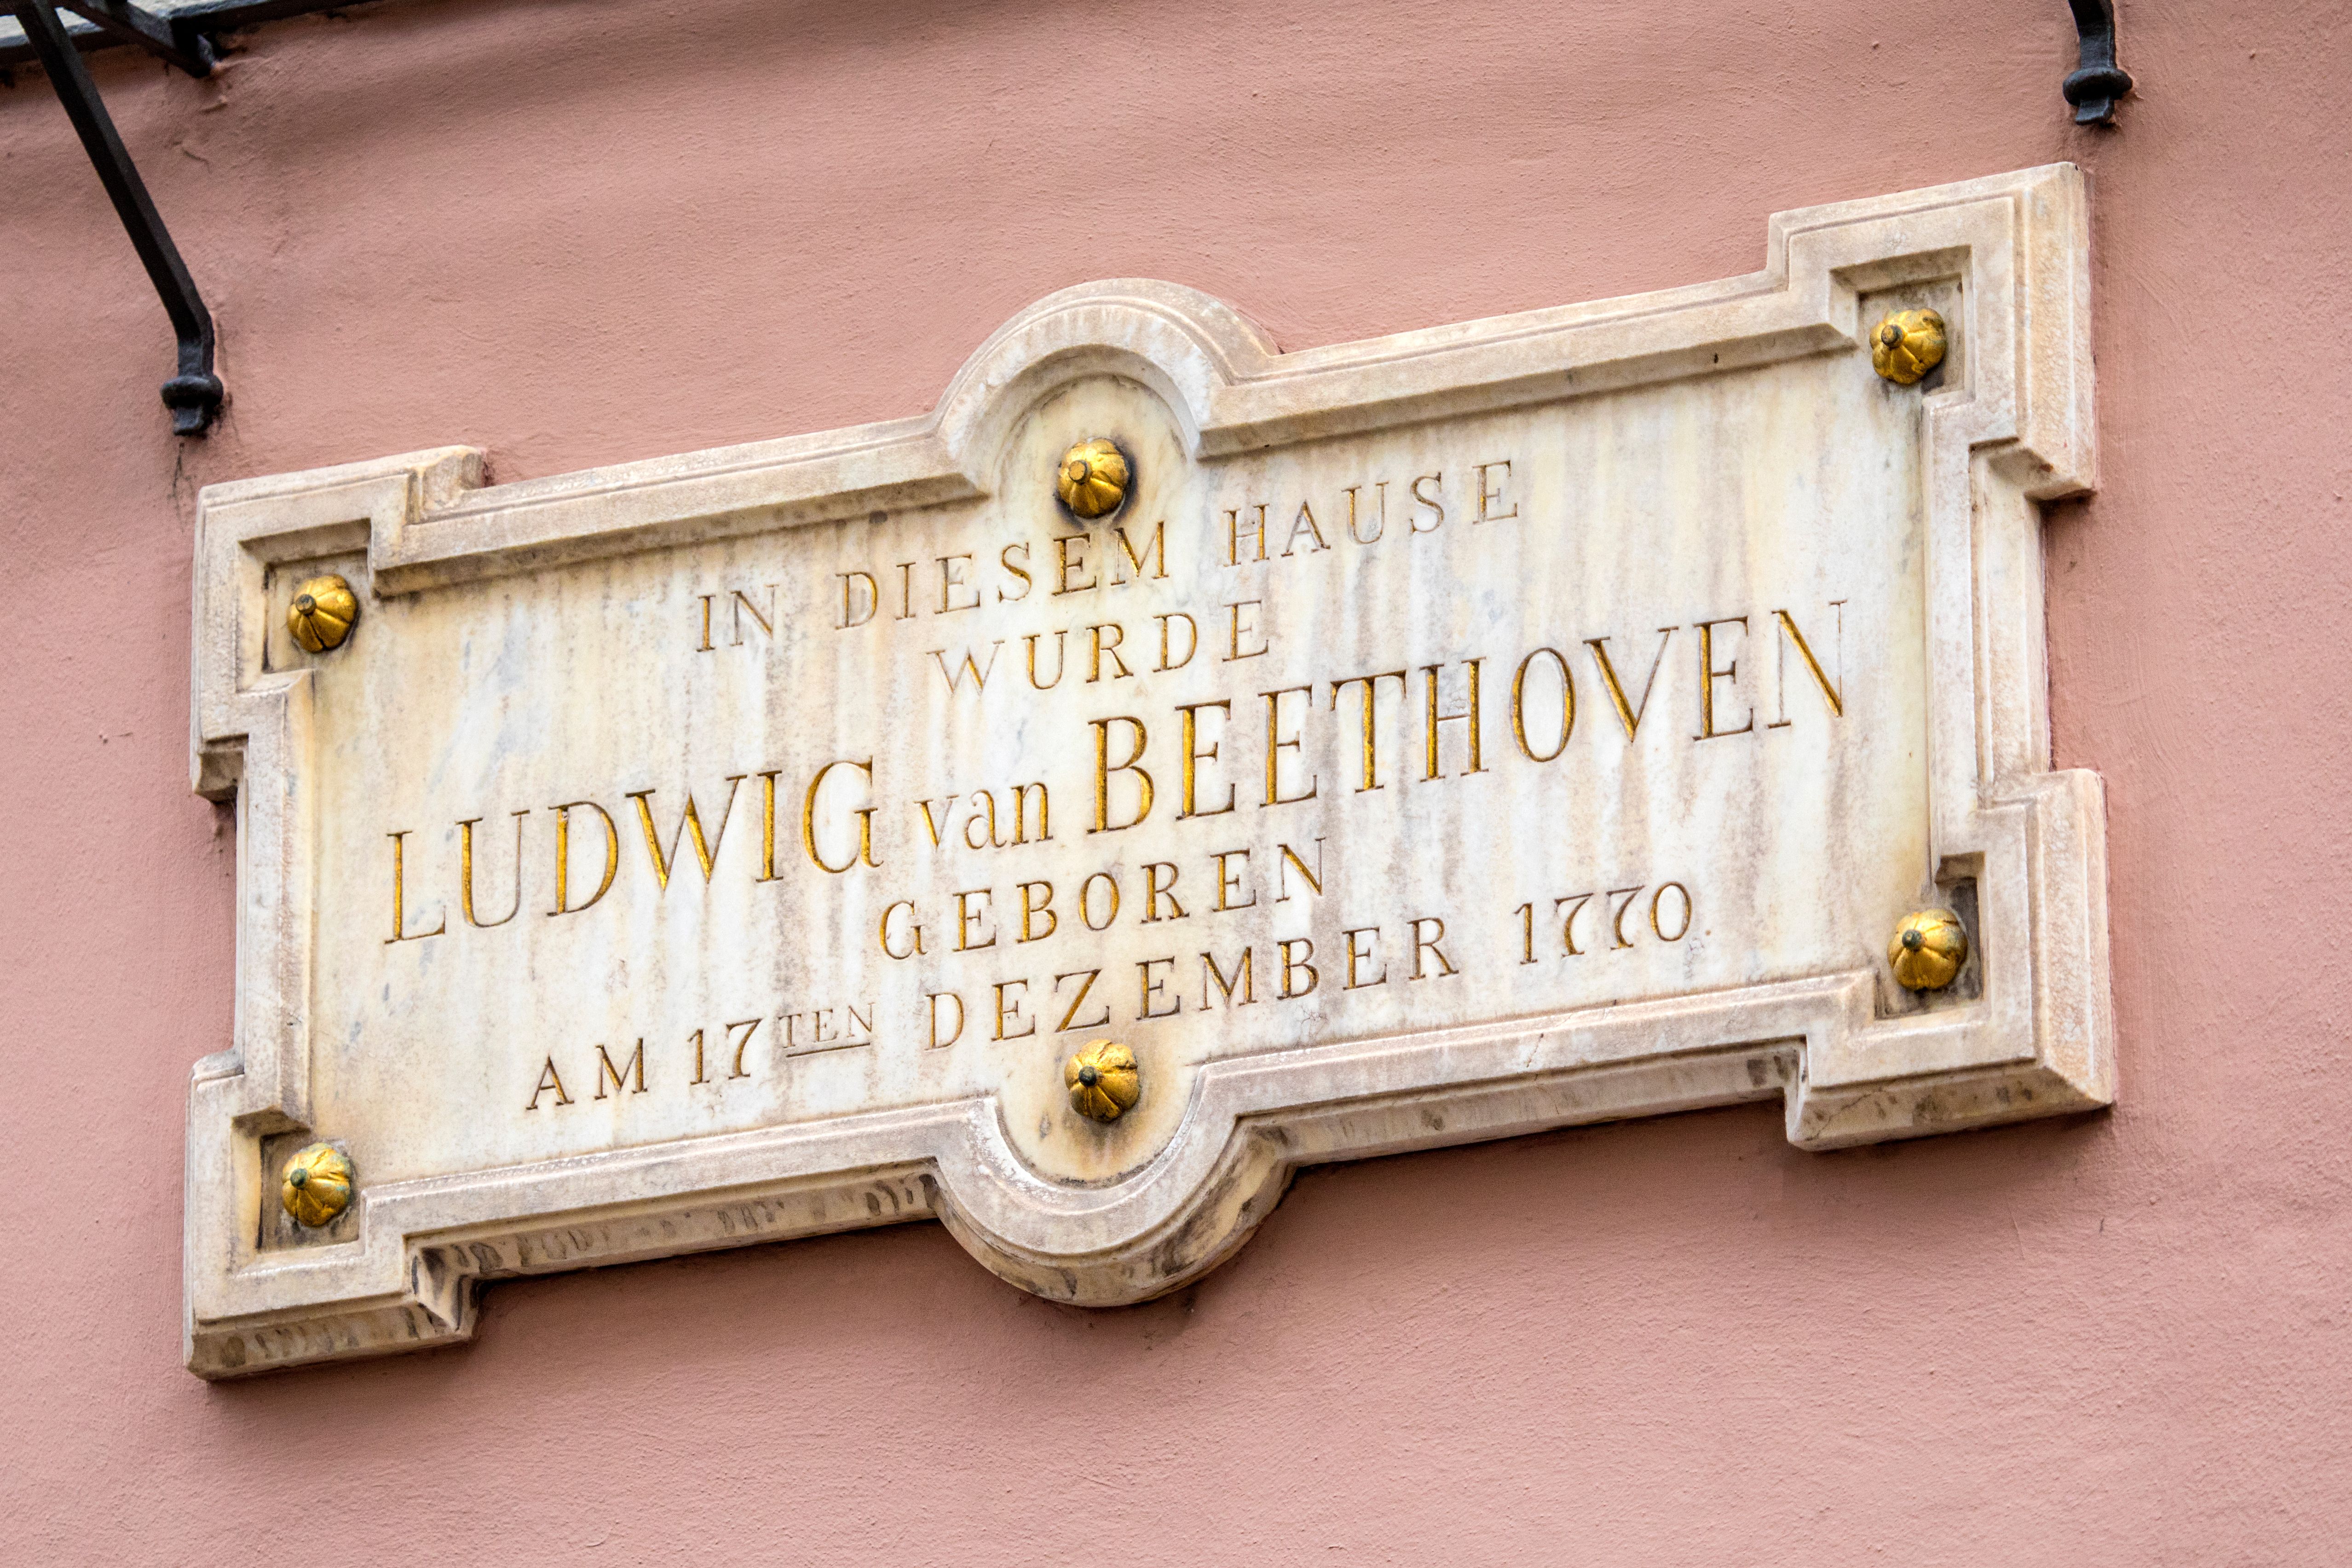 IN DIESEM HAUSE
WURDE
LUDWIG van BEETHOVEN
GEBOREN
AM 17TEN DEZEMBER 1770